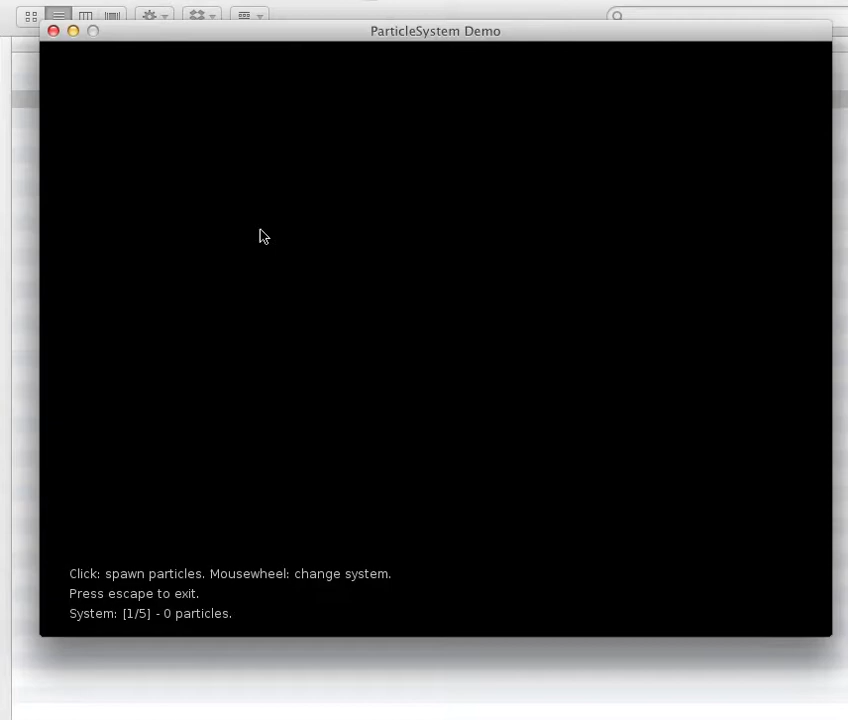 ParticleSystem Demo
Click: spawn particles. Mousewheel: change system.
Press escape to exit.
System: [1/5] - 0 particles.